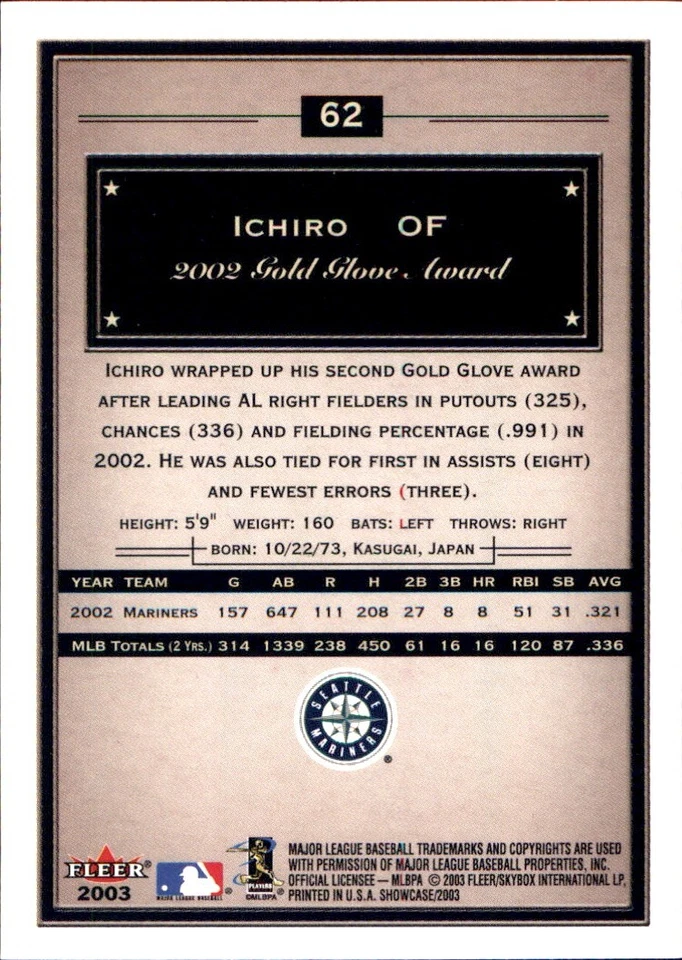 62
ICHIRO OF
2002 Gold Glove Award
ICHIRO WRAPPED UP HIS SECOND GOLD GLOVE AWARD
AFTER LEADING AL RIGHT FIELDERS IN PUTOUTS (325),
CHANCES (336) AND FIELDING PERCENTAGE (.991) IN
2002. HE WAS ALSO TIED FOR FIRST IN ASSISTS (EIGHT)
AND FEWEST ERRORS (THREE).
HEIGHT: 5'9" WEIGHT: 160 BATS: LEFT THROWS: RIGHT
BORN: 10/22/73, KASUGAI, JAPAN
YEAR TEAM G AB R H 2B 3B HR RBI SB AVG
2002 MARINERS 157 647 111 208 27 8 8 51 31 .321
MLB TOTALS (2 YRS.) 314 1339 238 450 61 16 16 120 87 .336
SEATTLE
MARINERS
®
FLEER®
2003
MAJOR LEAGUE BASEBALL ®
PLAYERS
©MLBPA ®
MAJOR LEAGUE BASEBALL TRADEMARKS AND COPYRIGHTS ARE USED
WITH PERMISSION OF MAJOR LEAGUE BASEBALL PROPERTIES, INC.
OFFICIAL LICENSEE — MLBPA © 2003 FLEER/SKYBOX INTERNATIONAL LP,
PRINTED IN U.S.A. SHOWCASE/2003